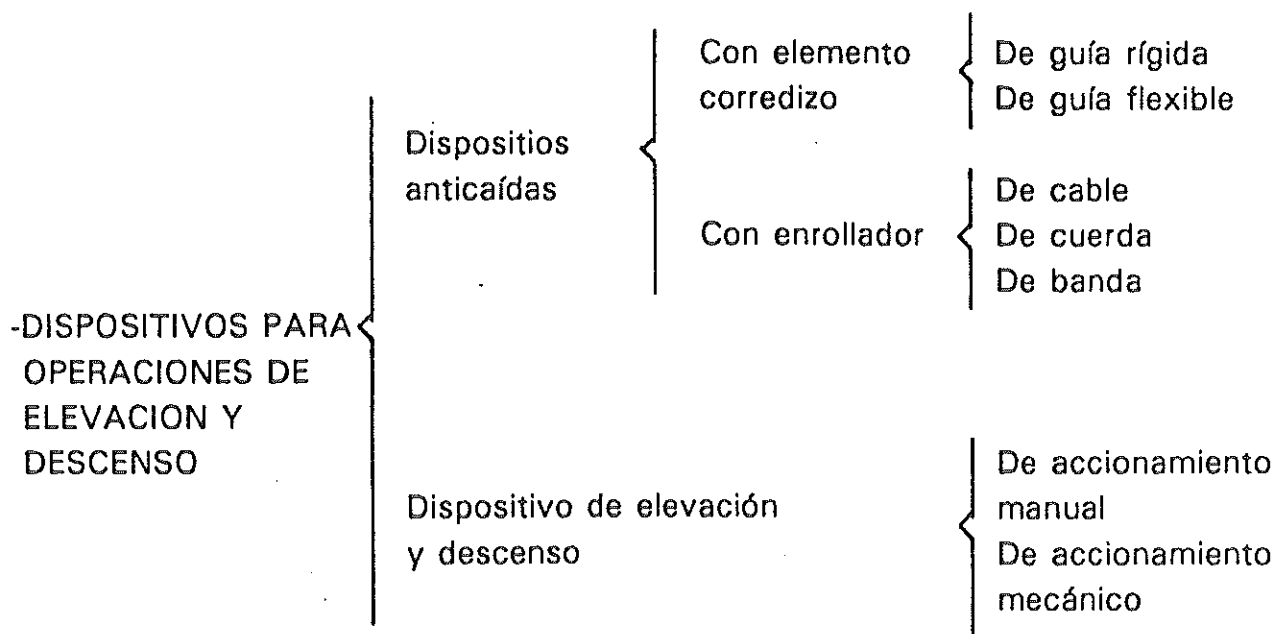 -DISPOSITIVOS PARA
OPERACIONES DE
ELEVACION Y
DESCENSO
Dispositios
anticaídas
Con elemento
corredizo
De guía rígida
De guía flexible
Con enrollador
De cable
De cuerda
De banda
Dispositivo de elevación
y descenso
De accionamiento
manual
De accionamiento
mecánico